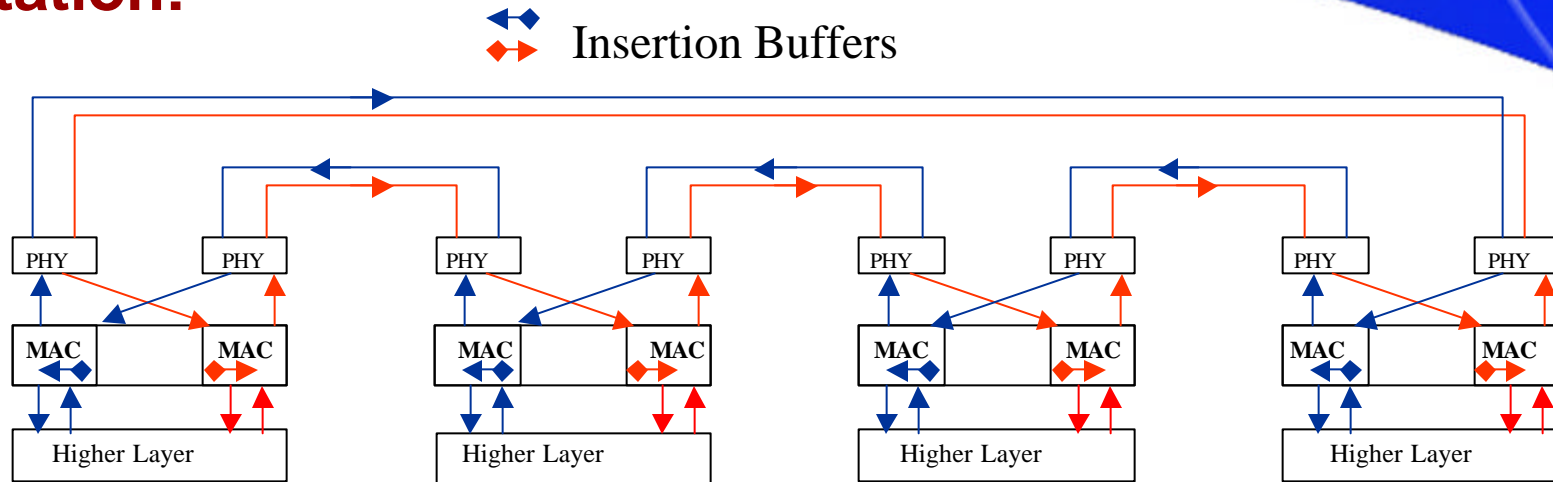 tation:
Insertion Buffers
PHY PHY PHY PHY PHY PHY PHY PHY
MAC MAC MAC MAC MAC MAC MAC MAC
Higher Layer Higher Layer Higher Layer Higher Layer